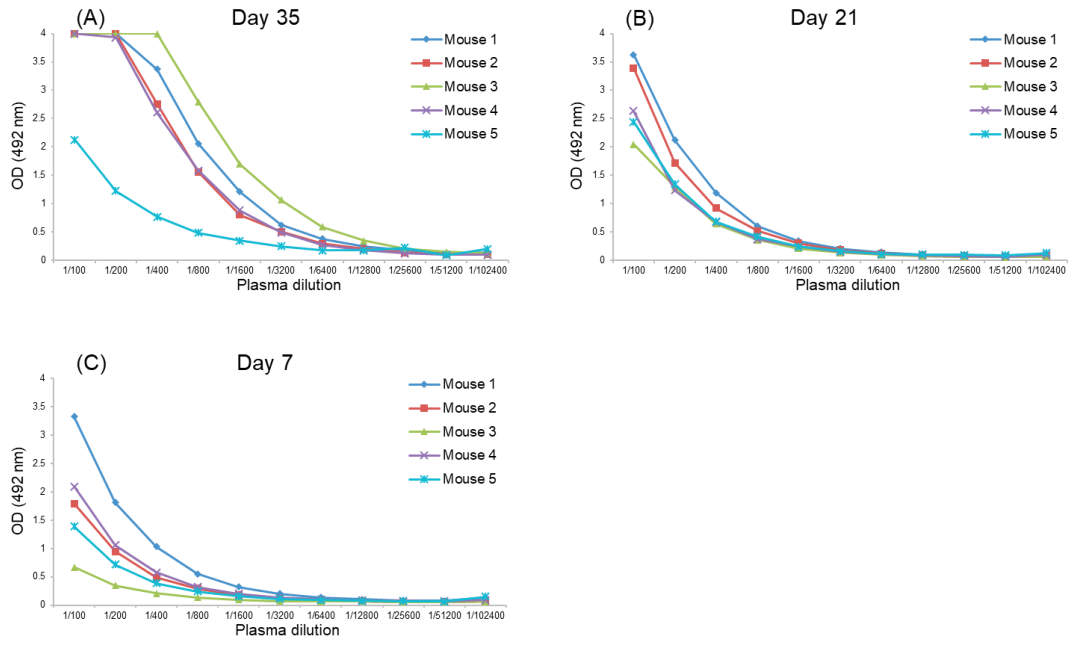 (A) Day 35
4
3.5
3
2.5
2
1.5
1
0.5
0
OD (492 nm)
Mouse 1
Mouse 2
Mouse 3
Mouse 4
Mouse 5
1/100 1/200 1/400 1/800 1/1600 1/3200 1/6400 1/12800 1/25600 1/51200 1/102400
Plasma dilution
(B) Day 21
4
3.5
3
2.5
2
1.5
1
0.5
0
OD (492 nm)
Mouse 1
Mouse 2
Mouse 3
Mouse 4
Mouse 5
1/100 1/200 1/400 1/800 1/1600 1/3200 1/6400 1/12800 1/25600 1/51200 1/102400
Plasma dilution
(C) Day 7
4
3.5
3
2.5
2
1.5
1
0.5
0
OD (492 nm)
Mouse 1
Mouse 2
Mouse 3
Mouse 4
Mouse 5
1/100 1/200 1/400 1/800 1/1600 1/3200 1/6400 1/12800 1/25600 1/51200 1/102400
Plasma dilution